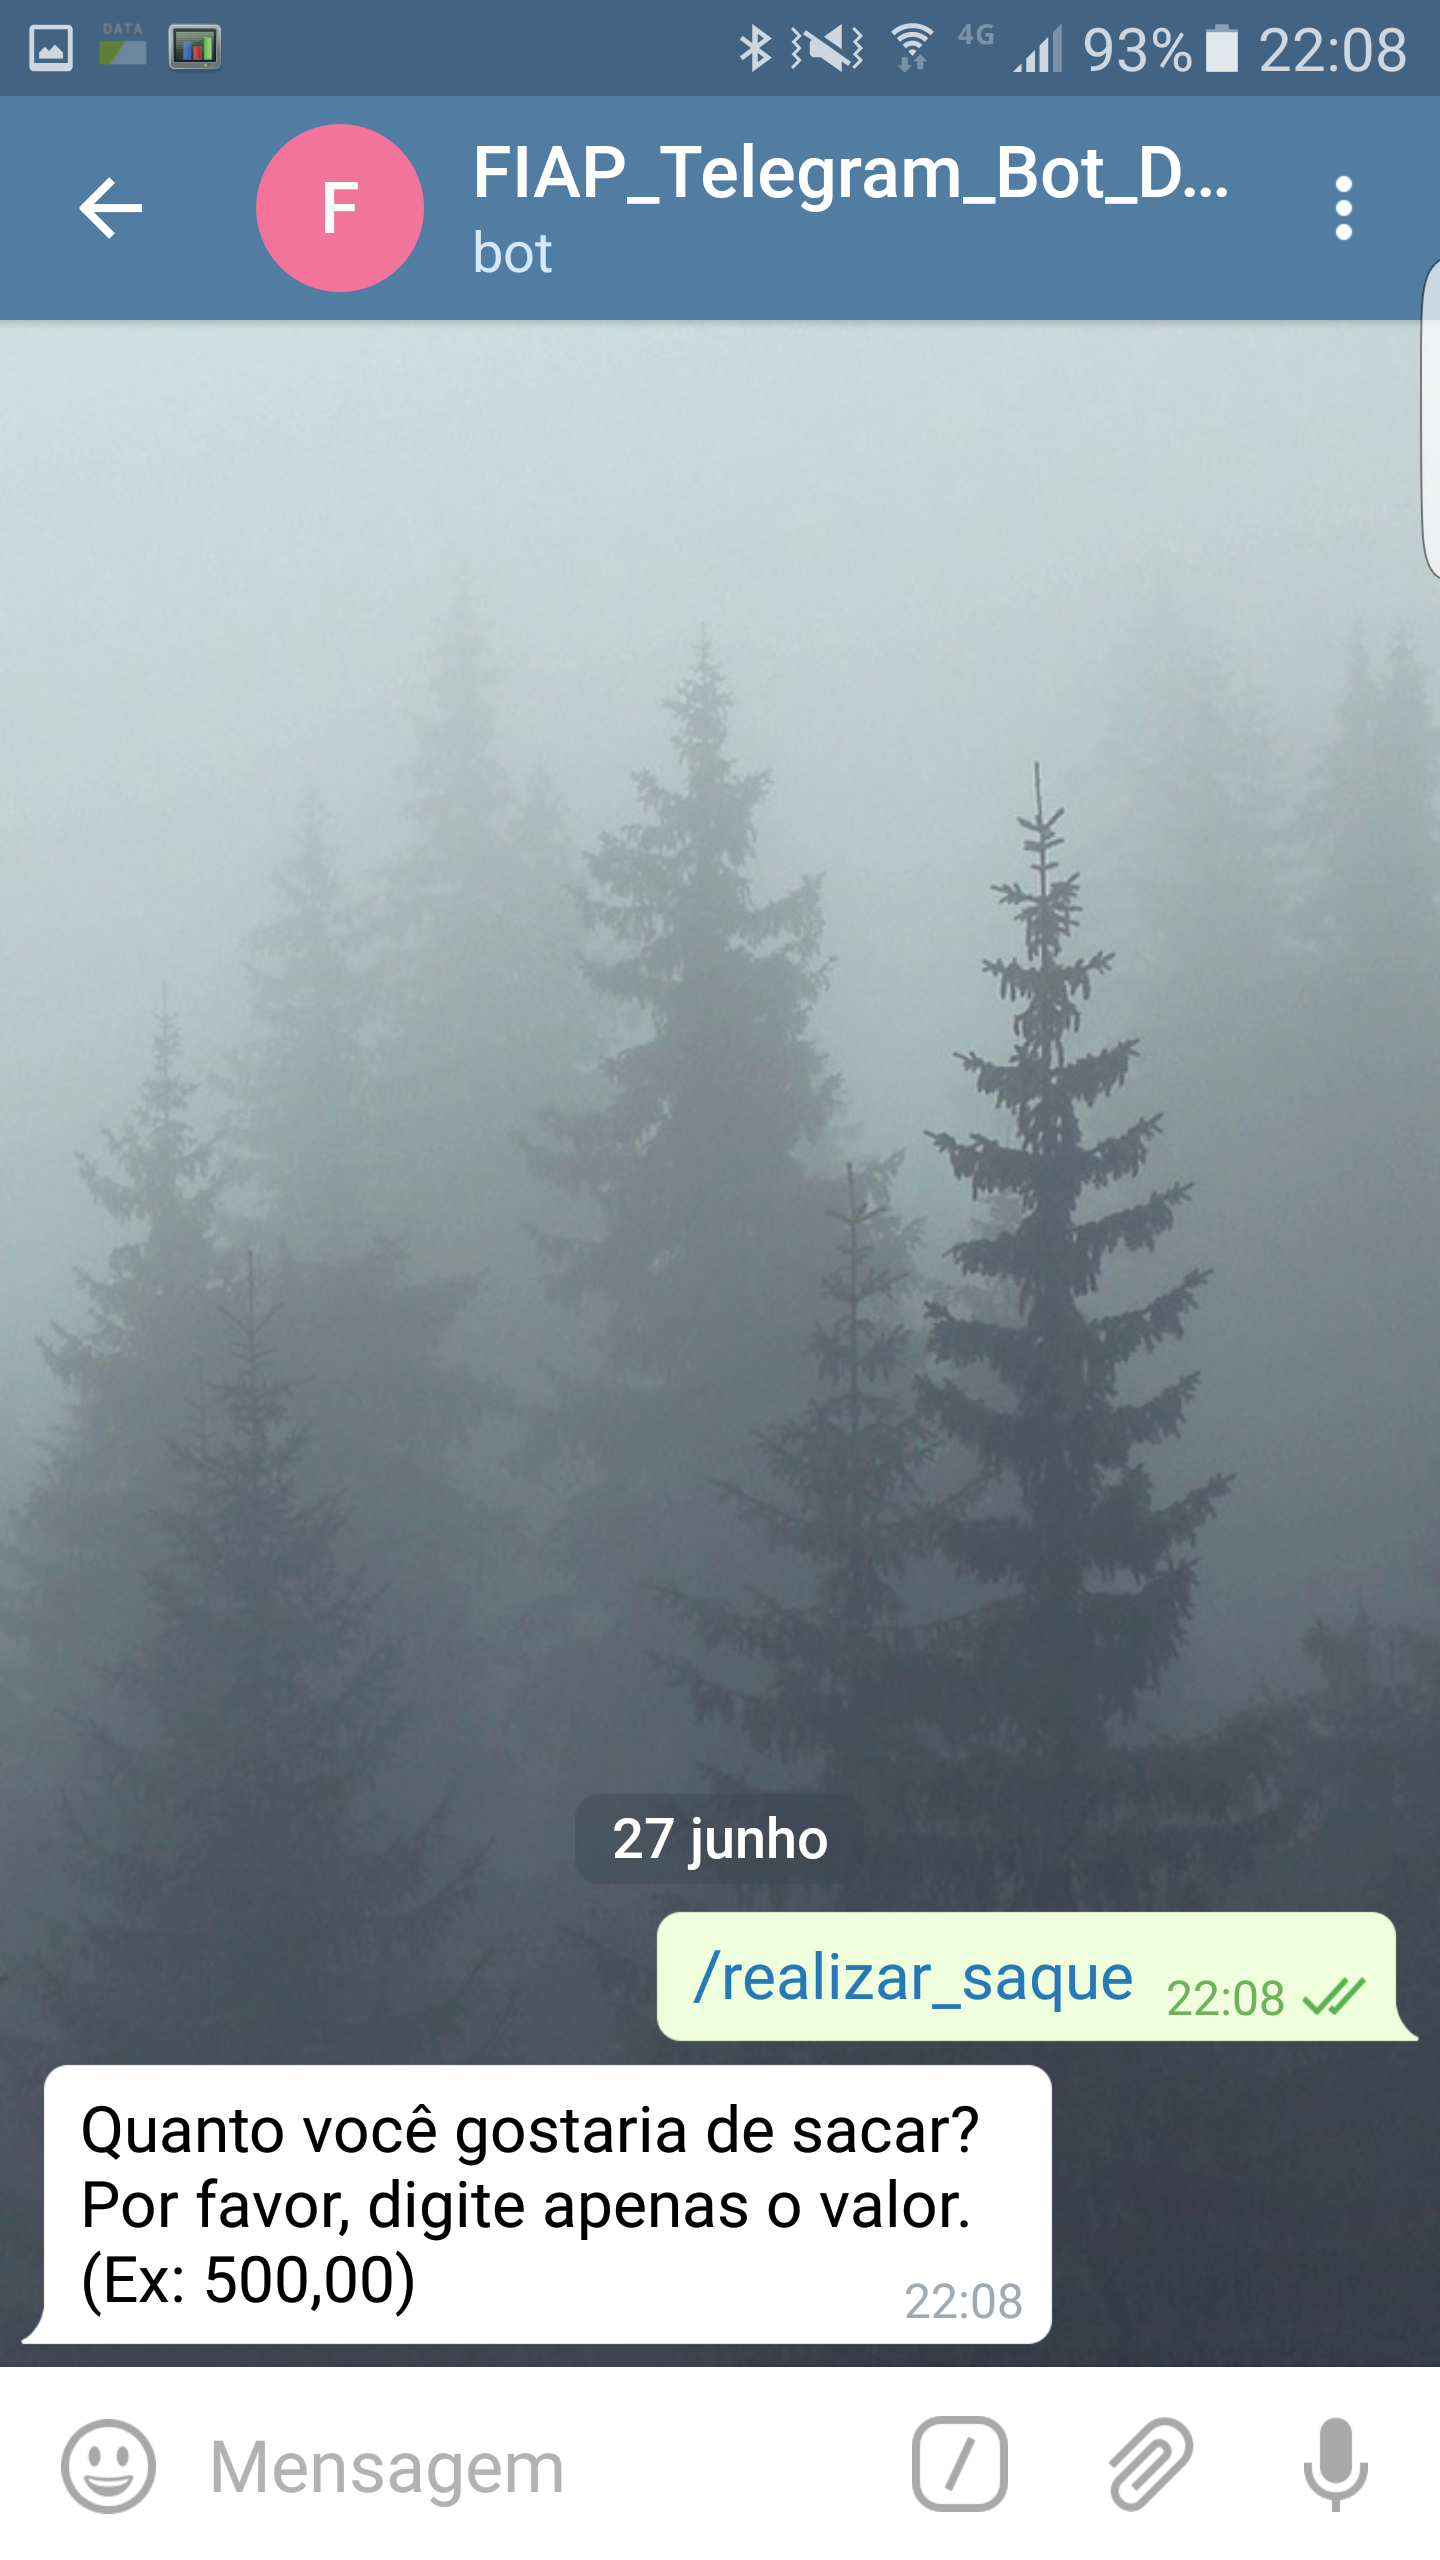 DATA
4G
93%
22:08
F
FIAP_Telegram_Bot_D...
bot
27 junho
/realizar_saque
22:08
Quanto você gostaria de sacar?
Por favor, digite apenas o valor.
(Ex: 500,00)
22:08
Mensagem
/